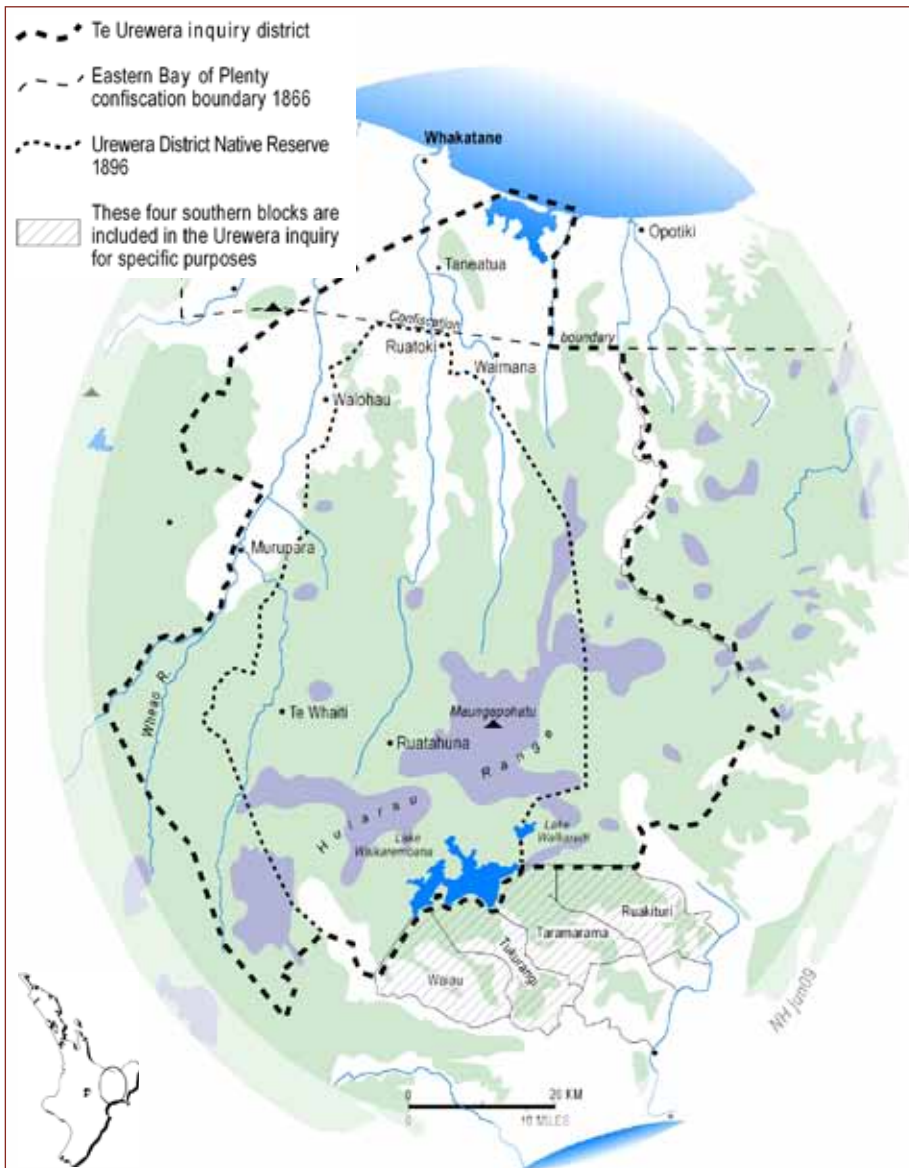 Te Urewera inquiry district
Eastern Bay of Plenty
confiscation boundary 1866
Urewera District Native Reserve
1896
These four southern blocks are
included in the Urewera inquiry
for specific purposes
Whakatane
Opotiki
Taneatua
Confiscation
boundary
Ruatoki
Waimana
Waiohau
Murupara
Wheao R.
Te Whaiti
Maungapohatu
Ruatahuna
Huiarau Range
Lake
Waikaremoana
Lake
Waikareiti
Ruakituri
Taramarama
Tukurangi
Waiau
NH jun09
0 20 KM
0 10 MILES